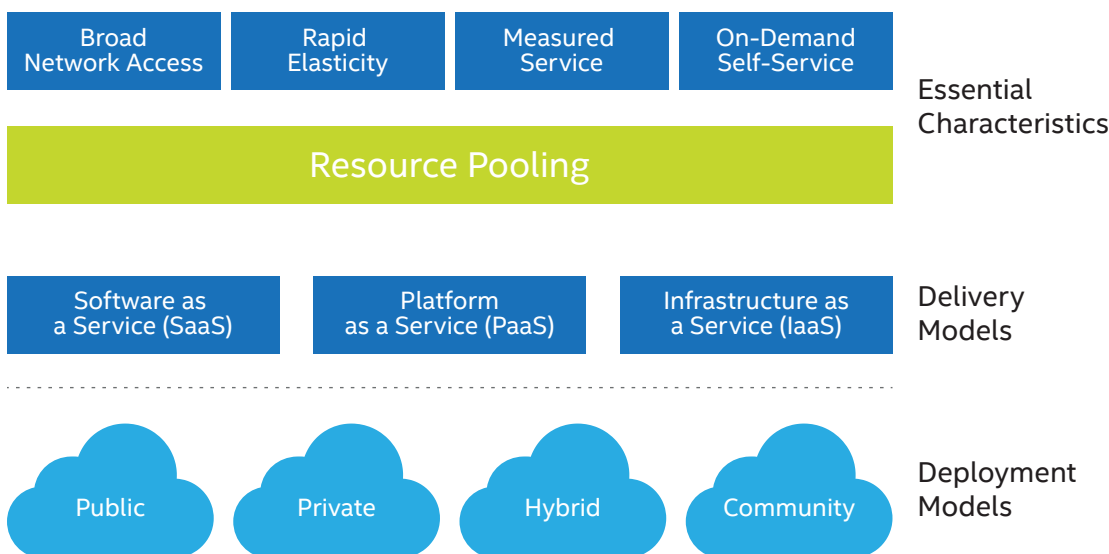 Broad
Network Access
Rapid
Elasticity
Measured
Service
On-Demand
Self-Service
Essential
Characteristics
Resource Pooling
Software as
a Service (SaaS)
Platform
as a Service (PaaS)
Infrastructure as
a Service (IaaS)
Delivery
Models
Public
Private
Hybrid
Community
Deployment
Models